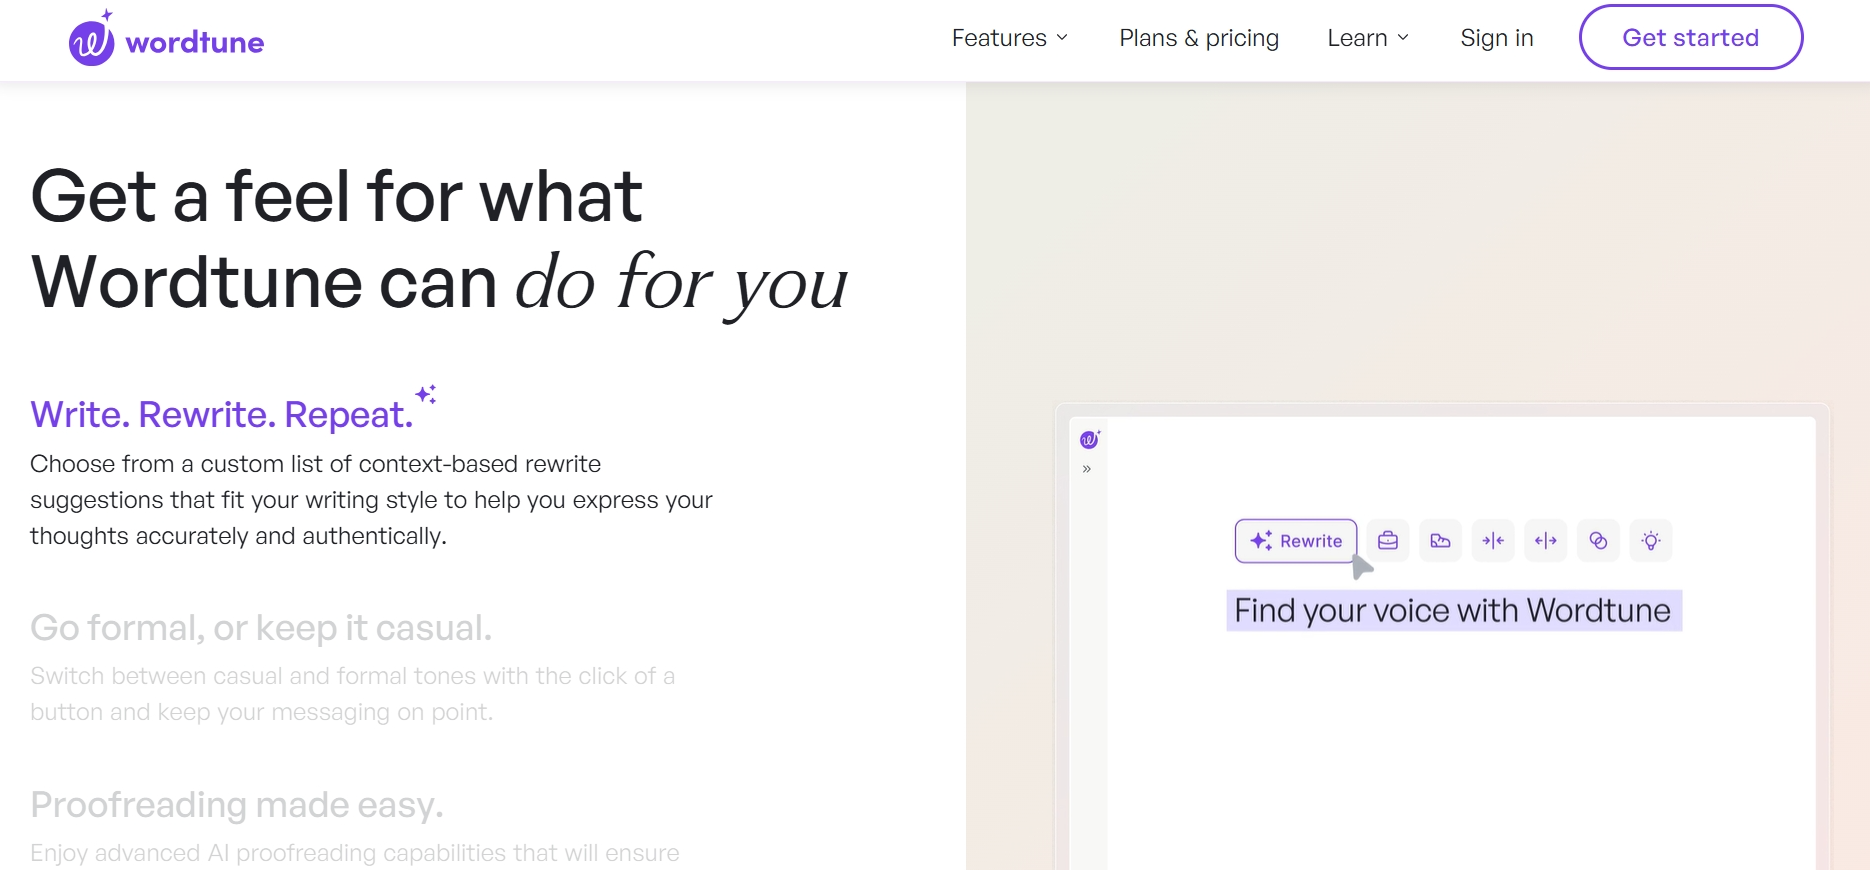 wordtune
Features
Plans & pricing
Learn
Sign in
Get started
Get a feel for what
Wordtune can do for you
Write. Rewrite. Repeat.
Choose from a custom list of context-based rewrite
suggestions that fit your writing style to help you express your
thoughts accurately and authentically.
Go formal, or keep it casual.
Switch between casual and formal tones with the click of a
button and keep your messaging on point.
Proofreading made easy.
Enjoy advanced AI proofreading capabilities that will ensure
Rewrite
Find your voice with Wordtune